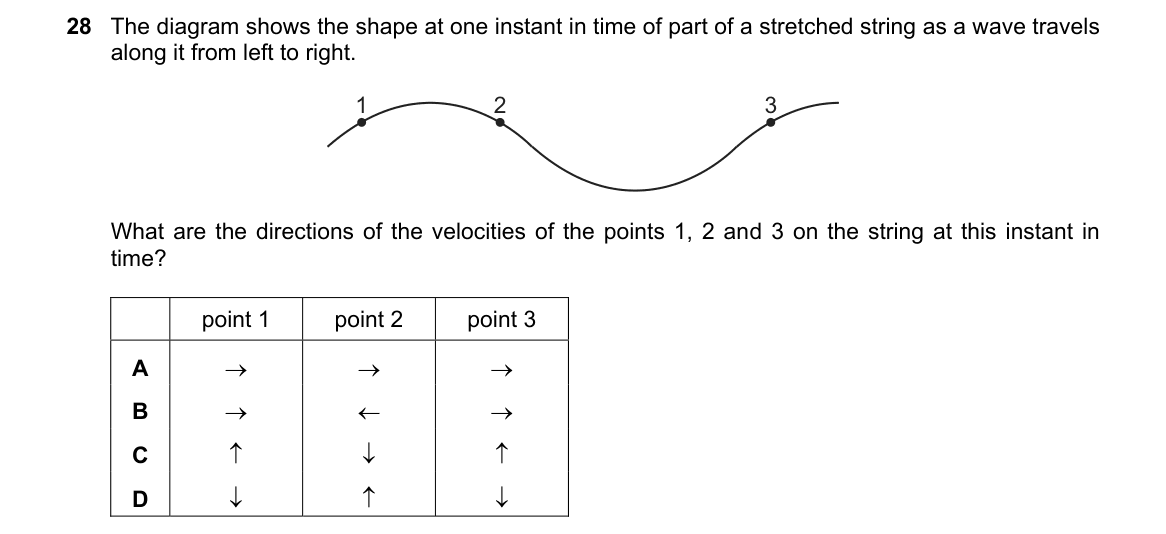 28 The diagram shows the shape at one instant in time of part of a stretched string as a wave travels
along it from left to right.
1 2 3
What are the directions of the velocities of the points 1, 2 and 3 on the string at this instant in
time?
point 1 point 2 point 3
A → → →
B → ← →
C ↑ ↓ ↑
D ↓ ↑ ↓